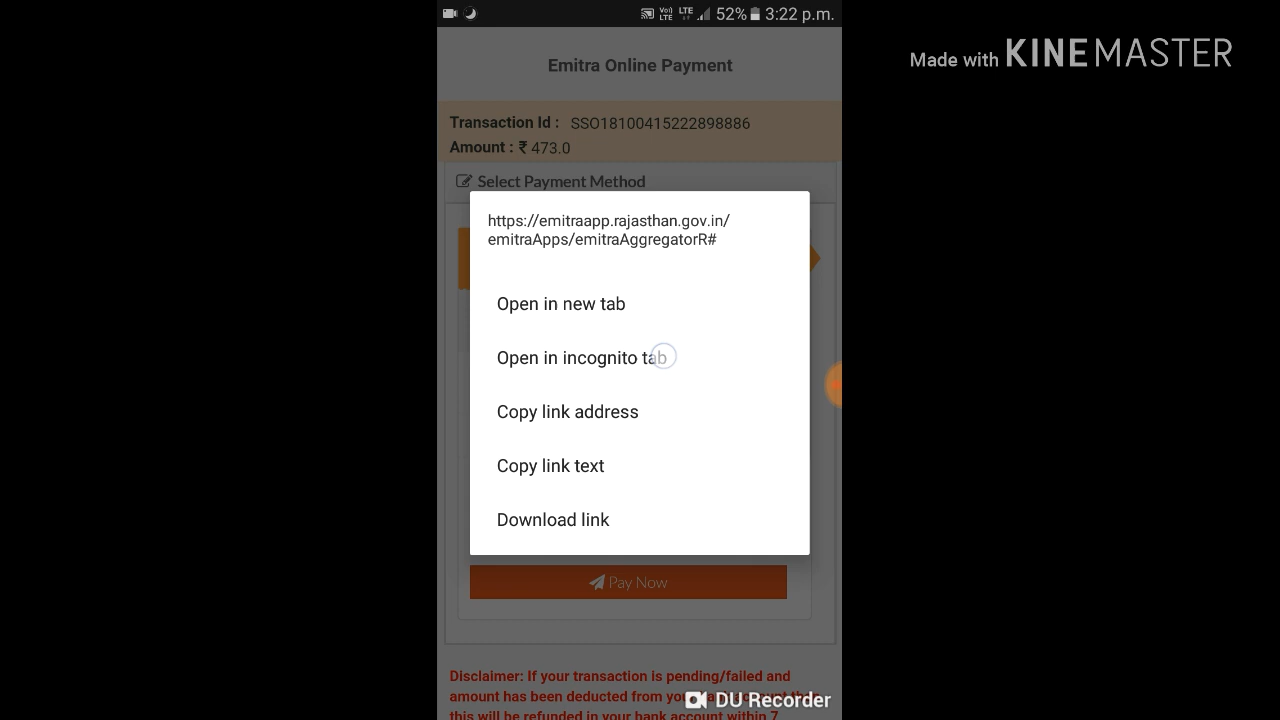 Vo)) LTE LTE 52% 3:22 p.m.
Made with KINEMASTER
Emitra Online Payment
Transaction Id : SSO18100415222898886
Amount : ₹ 473.0
Select Payment Method
https://emitraapp.rajasthan.gov.in/
emitraApps/emitraAggregatorR#
Open in new tab
Open in incognito tab
Copy link address
Copy link text
Download link
Pay Now
Disclaimer: If your transaction is pending/failed and
amount has been deducted from
this will be refunded in your bank account within 7
DU Recorder